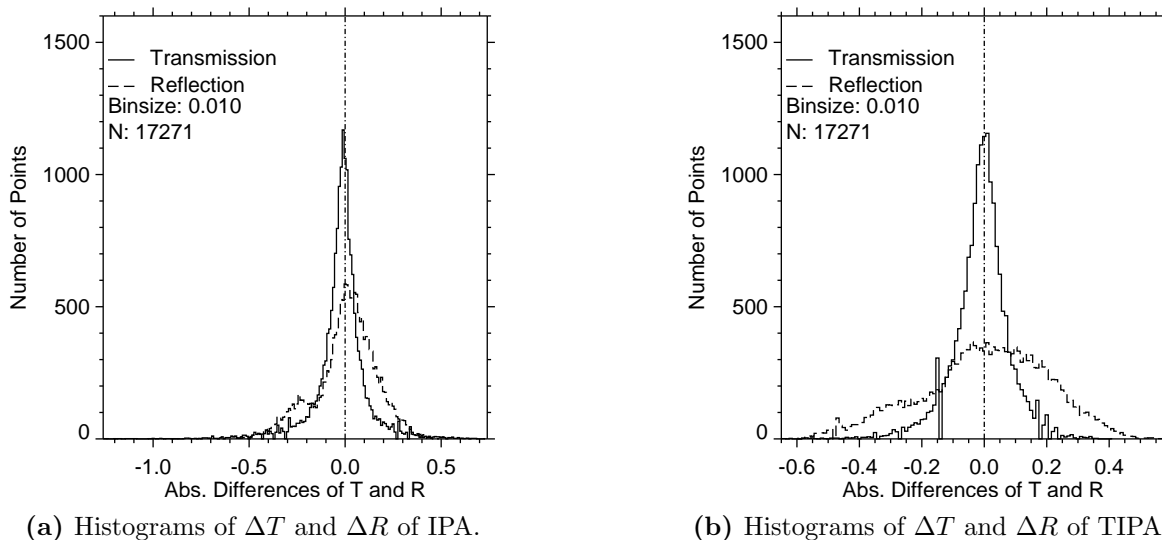 1500
Transmission
Reflection
Binsize: 0.010
N: 17271
1000
500
0
Number of Points
-1.0 -0.5 0.0 0.5
Abs. Differences of T and R
(a) Histograms of ΔT and ΔR of IPA.
1500
Transmission
Reflection
Binsize: 0.010
N: 17271
1000
500
0
Number of Points
-0.6 -0.4 -0.2 0.0 0.2 0.4
Abs. Differences of T and R
(b) Histograms of ΔT and ΔR of TIPA